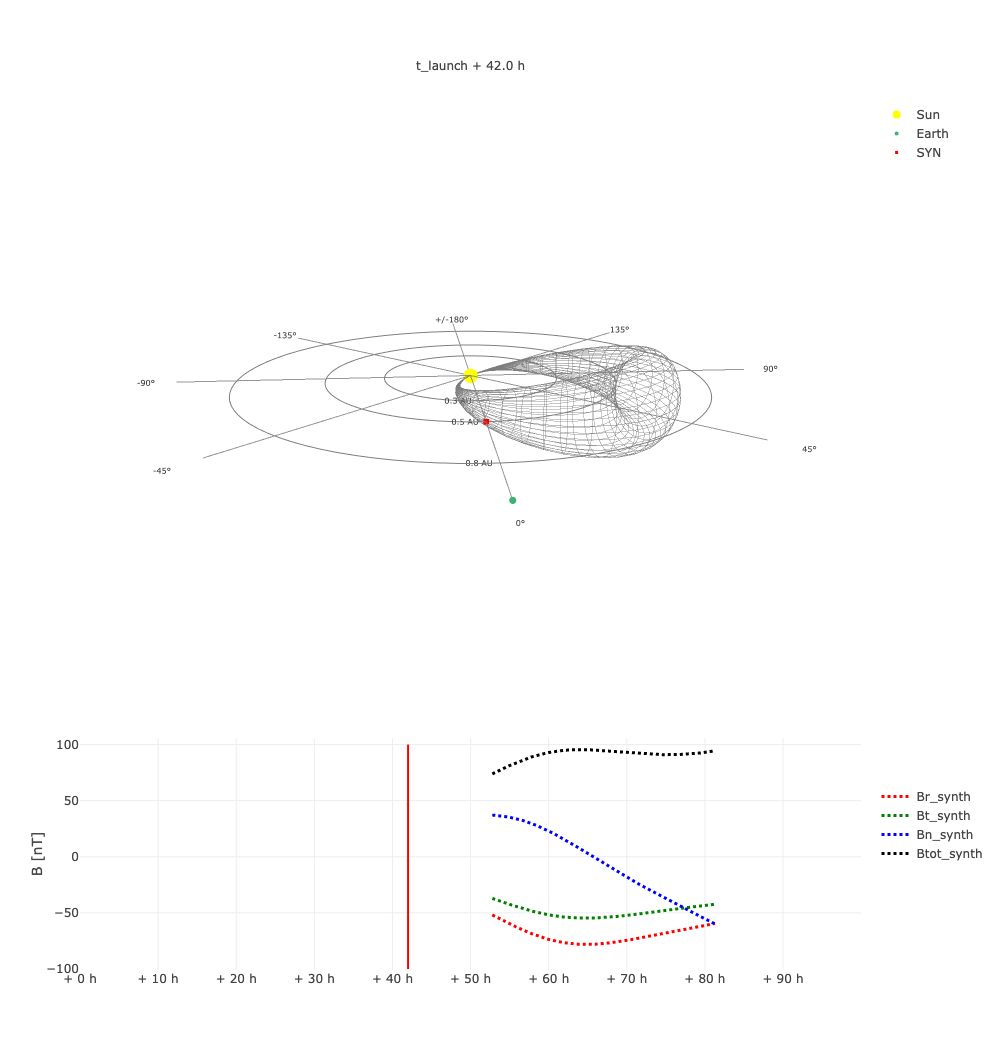 t_launch + 42.0 h
Sun
Earth
SYN
+/-180°
-135°
135°
-90°
90°
0.3 AU
0.5 AU
0.8 AU
-45°
45°
0°
B [nT]
100
50
0
−50
−100
+ 0 h
+ 10 h
+ 20 h
+ 30 h
+ 40 h
+ 50 h
+ 60 h
+ 70 h
+ 80 h
+ 90 h
Br_synth
Bt_synth
Bn_synth
Btot_synth